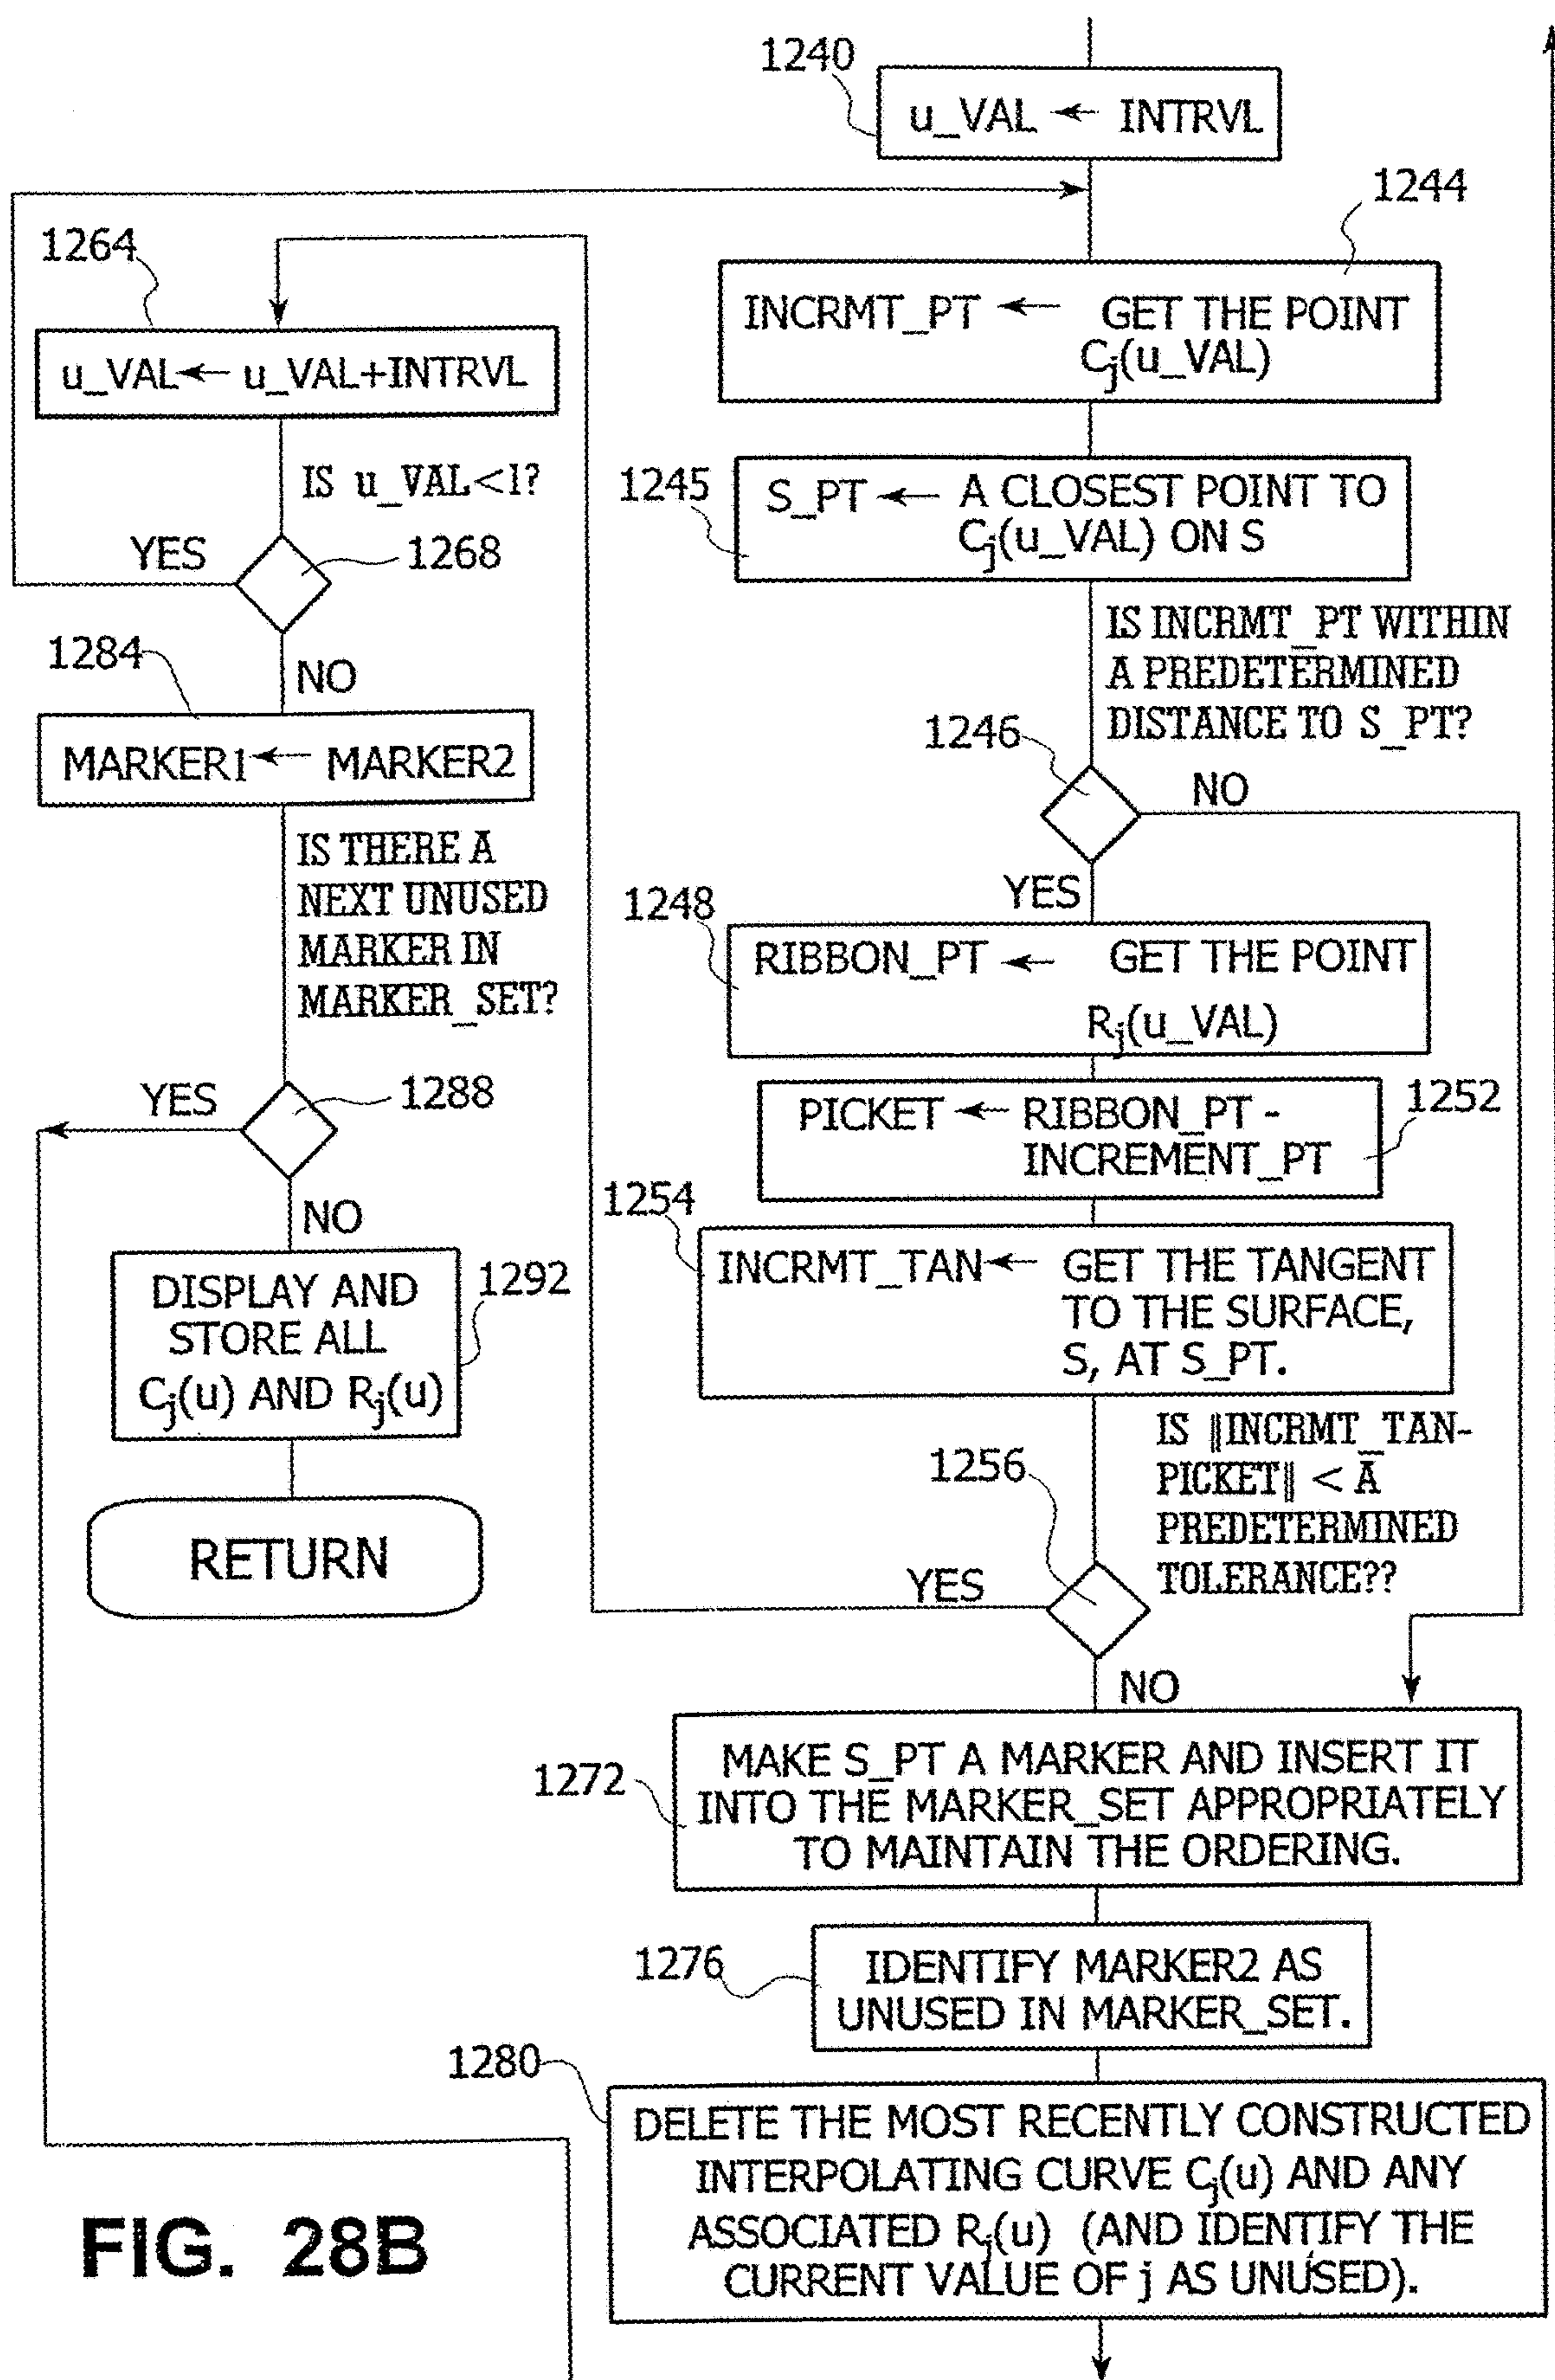 1240
u_VAL ← INTRVL
1244
INCRMT_PT ← GET THE POINT
Cj(u_VAL)
1245
S_PT ← A CLOSEST POINT TO
Cj(u_VAL) ON S
IS INCRMT_PT WITHIN
A PREDETERMINED
DISTANCE TO S_PT?
1246
NO
YES
1248
RIBBON_PT ← GET THE POINT
Rj(u_VAL)
1252
PICKET ← RIBBON_PT -
INCREMENT_PT
1254
INCRMT_TAN ← GET THE TANGENT
TO THE SURFACE,
S, AT S_PT.
IS ‖INCRMT_TAN-
PICKET‖ < A
PREDETERMINED
TOLERANCE??
1256
YES
NO
1264
u_VAL ← u_VAL+INTRVL
IS u_VAL<1?
YES
1268
NO
1284
MARKER1 ← MARKER2
IS THERE A
NEXT UNUSED
MARKER IN
MARKER_SET?
YES
1288
NO
1292
DISPLAY AND
STORE ALL
Cj(u) AND Rj(u)
RETURN
1272
MAKE S_PT A MARKER AND INSERT IT
INTO THE MARKER_SET APPROPRIATELY
TO MAINTAIN THE ORDERING.
1276
IDENTIFY MARKER2 AS
UNUSED IN MARKER_SET.
1280
DELETE THE MOST RECENTLY CONSTRUCTED
INTERPOLATING CURVE Cj(u) AND ANY
ASSOCIATED Rj(u) (AND IDENTIFY THE
CURRENT VALUE OF j AS UNUSED).
FIG. 28B